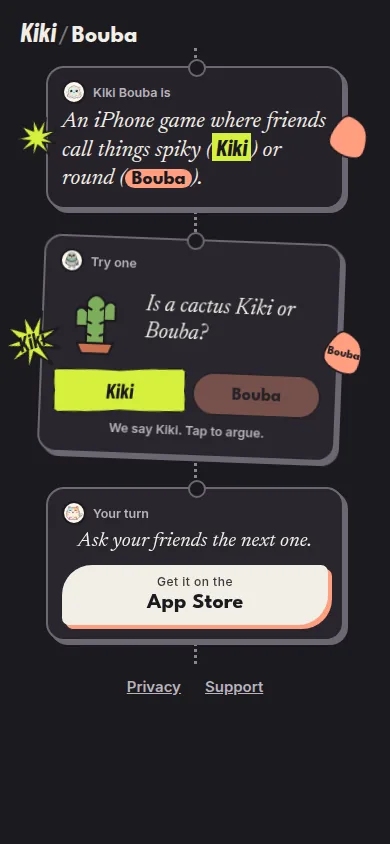 Kiki / Bouba
Kiki Bouba is
An iPhone game where friends
call things spiky (Kiki) or
round (Bouba).
Try one
Is a cactus Kiki or
Bouba?
Kiki
Bouba
Kiki
Bouba
We say Kiki. Tap to argue.
Your turn
Ask your friends the next one.
Get it on the
App Store
Privacy Support